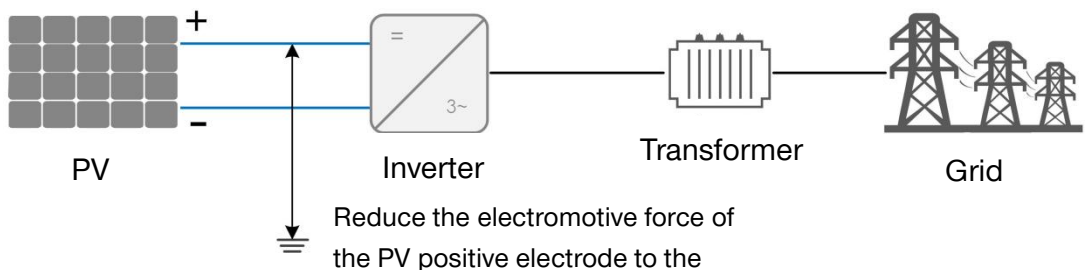 +
=
3~
-
PV
Inverter
Transformer
Grid
Reduce the electromotive force of
the PV positive electrode to the